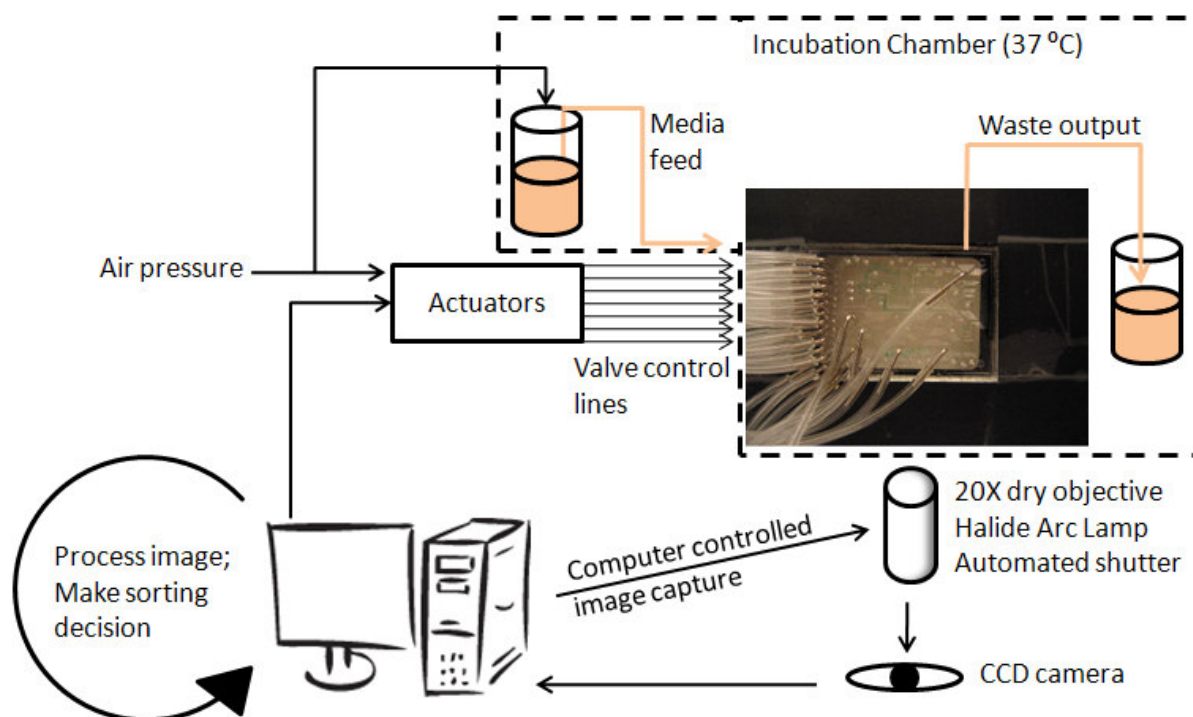 Incubation Chamber (37 ⁰C)
Media
feed
Waste output
Air pressure
Actuators
Valve control
lines
Process image;
Make sorting
decision
Computer controlled
image capture
20X dry objective
Halide Arc Lamp
Automated shutter
CCD camera